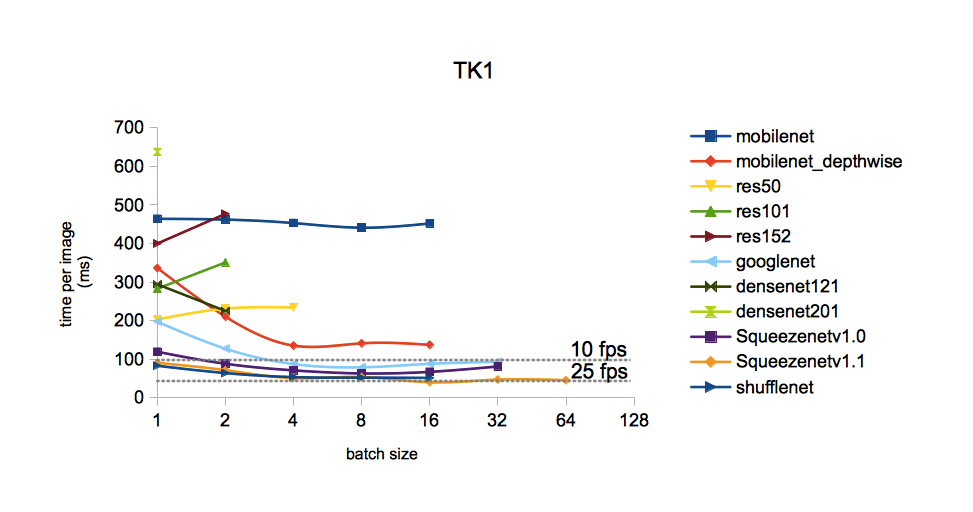 TK1
700
600
500
400
300
200
100
0
time per image
(ms)
10 fps
25 fps
1 2 4 8 16 32 64 128
batch size
mobilenet
mobilenet_depthwise
res50
res101
res152
googlenet
densenet121
densenet201
Squeezenetv1.0
Squeezenetv1.1
shufflenet